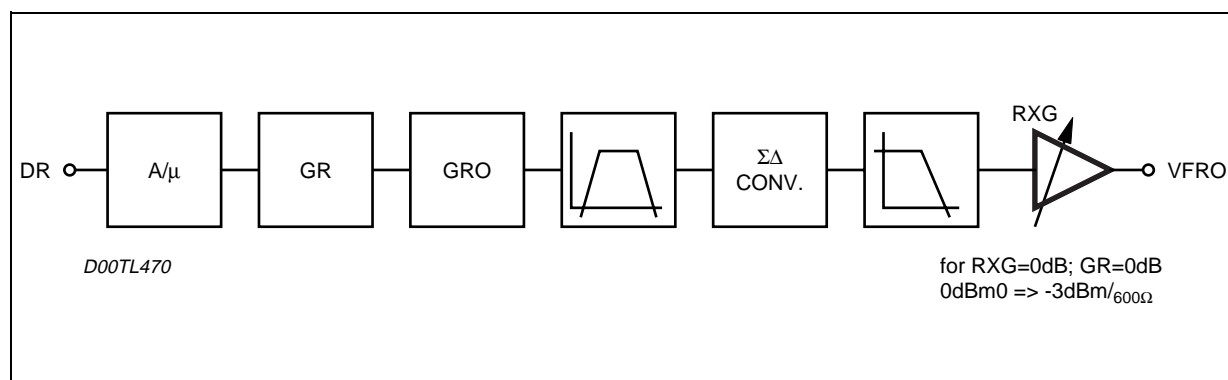 RXG
DR
A/μ
GR
GRO
ΣΔ
CONV.
VFRO
D00TL470
for RXG=0dB; GR=0dB
0dBm0 => -3dBm/600Ω